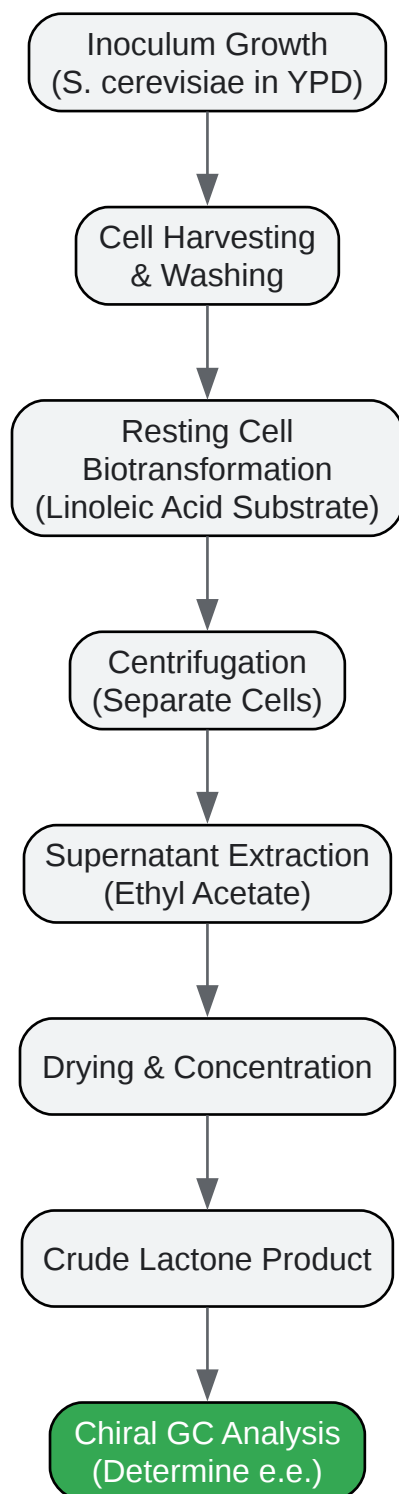 Inoculum Growth
(S. cerevisiae in YPD)
Cell Harvesting
& Washing
Resting Cell
Biotransformation
(Linoleic Acid Substrate)
Centrifugation
(Separate Cells)
Supernatant Extraction
(Ethyl Acetate)
Drying & Concentration
Crude Lactone Product
Chiral GC Analysis
(Determine e.e.)